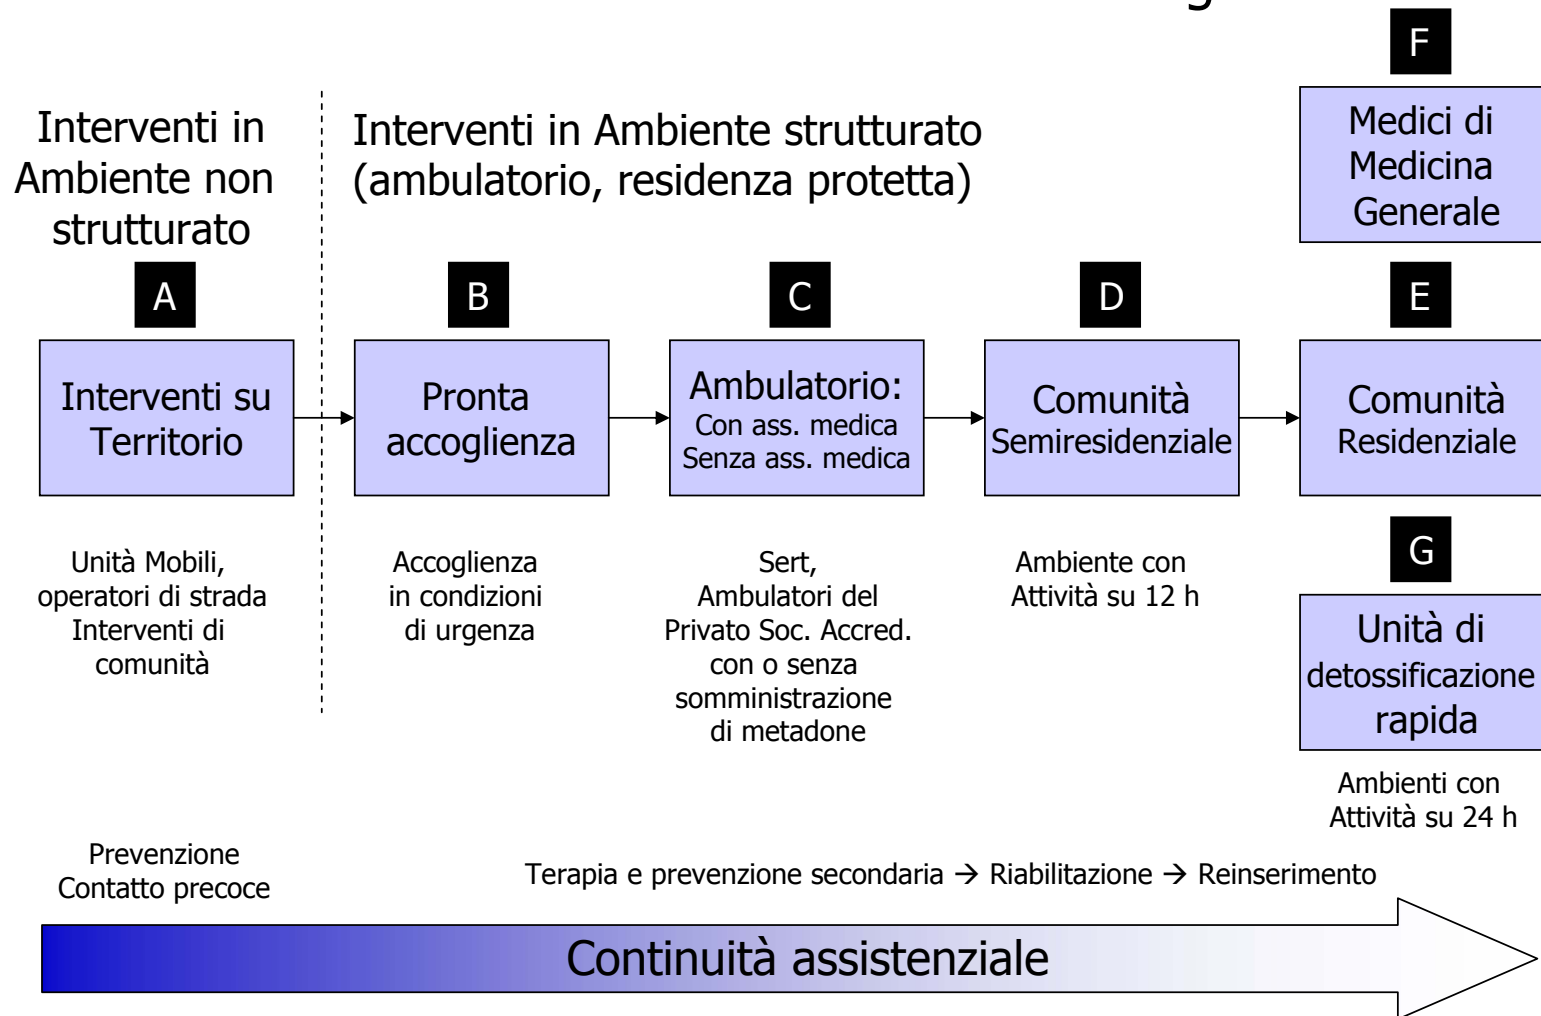 F
Medici di
Medicina
Generale
Interventi in
Ambiente non
strutturato
Interventi in Ambiente strutturato
(ambulatorio, residenza protetta)
A
B
C
D
E
Interventi su
Territorio
Pronta
accoglienza
Ambulatorio:
Con ass. medica
Senza ass. medica
Comunità
Semiresidenziale
Comunità
Residenziale
Unità Mobili,
operatori di strada
Interventi di
comunità
Accoglienza
in condizioni
di urgenza
Sert,
Ambulatori del
Privato Soc. Accred.
con o senza
somministrazione
di metadone
Ambiente con
Attività su 12 h
G
Unità di
detossificazione
rapida
Ambienti con
Attività su 24 h
Prevenzione
Contatto precoce
Terapia e prevenzione secondaria → Riabilitazione → Reinserimento
Continuità assistenziale